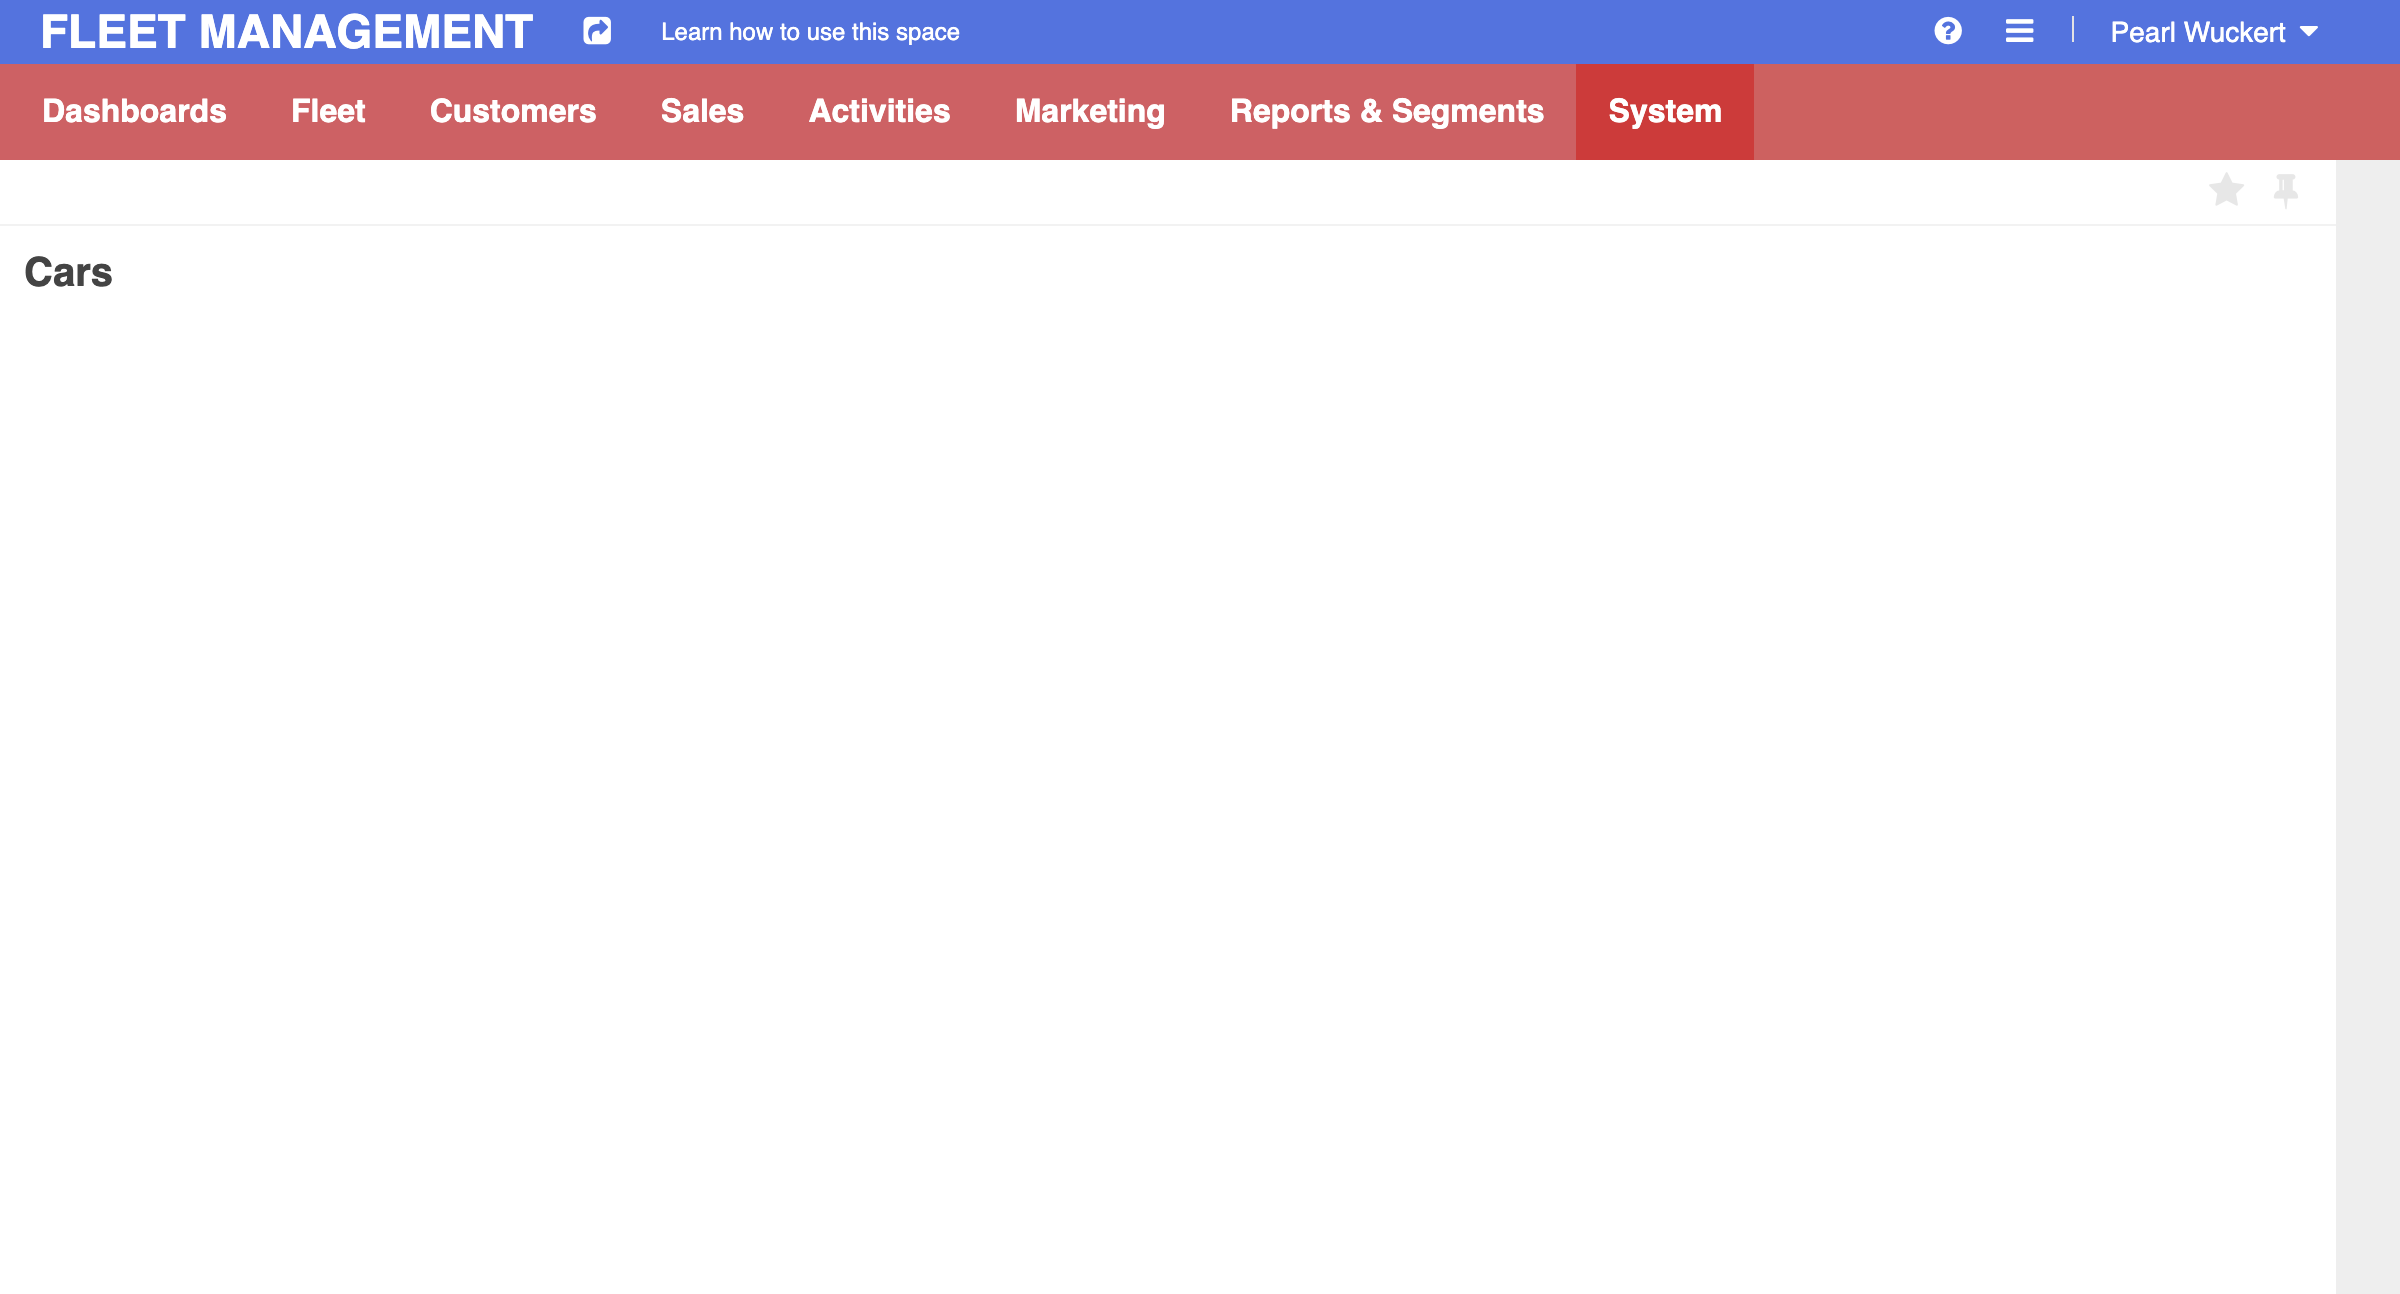 FLEET MANAGEMENT Learn how to use this space Pearl Wuckert
Dashboards Fleet Customers Sales Activities Marketing Reports & Segments System
Cars